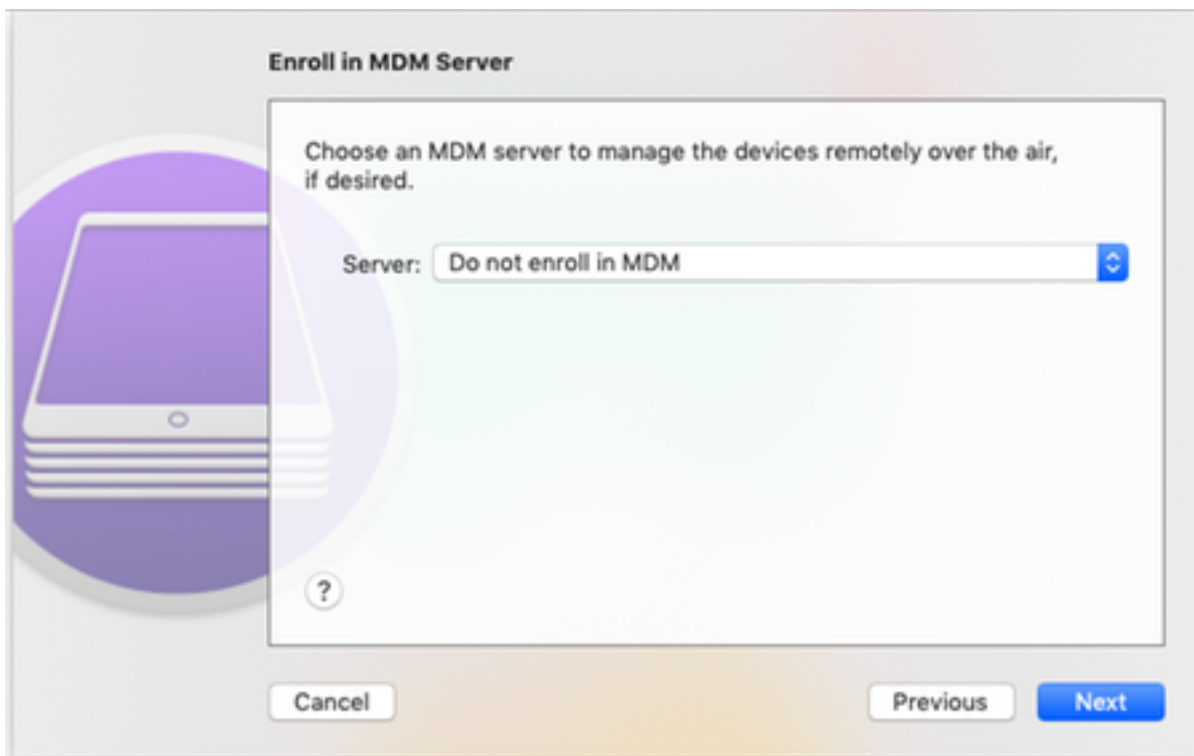 Enroll in MDM Server
Choose an MDM server to manage the devices remotely over the air,
if desired.
Server: Do not enroll in MDM
?
Cancel Previous Next